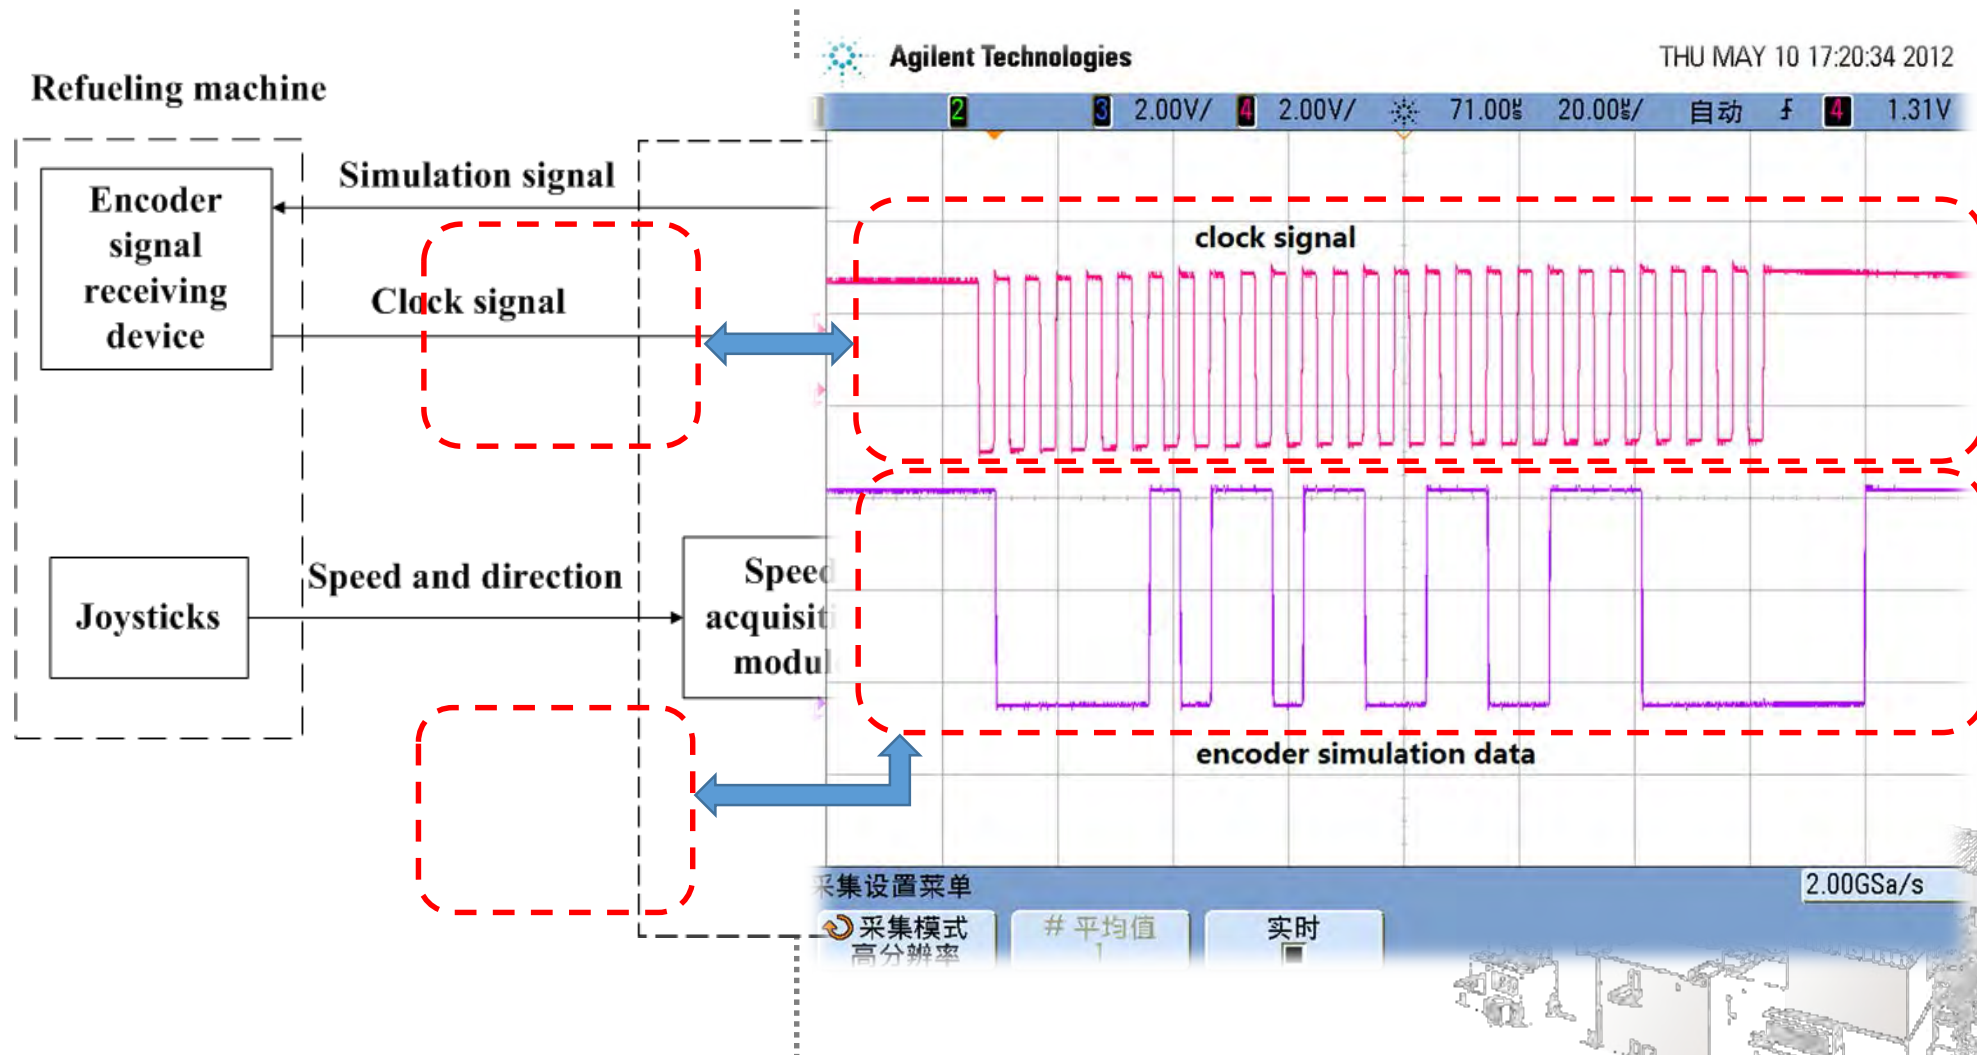 Refueling machine
Encoder
signal
receiving
device
Simulation signal
Clock signal
Joysticks
Speed and direction
Speed
acquisiti
modul
Agilent Technologies
THU MAY 10 17:20:34 2012
2
3 2.00V/ 4 2.00V/ 71.00µs 20.00µs/ 自动 4 1.31V
clock signal
encoder simulation data
采集设置菜单
2.00GSa/s
采集模式
高分辨率
# 平均值
1
实时